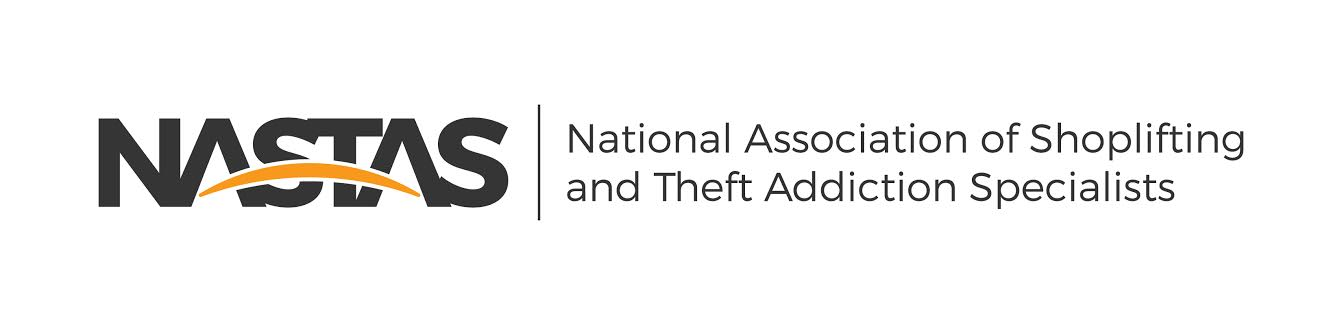 NASTAS
National Association of Shoplifting
and Theft Addiction Specialists